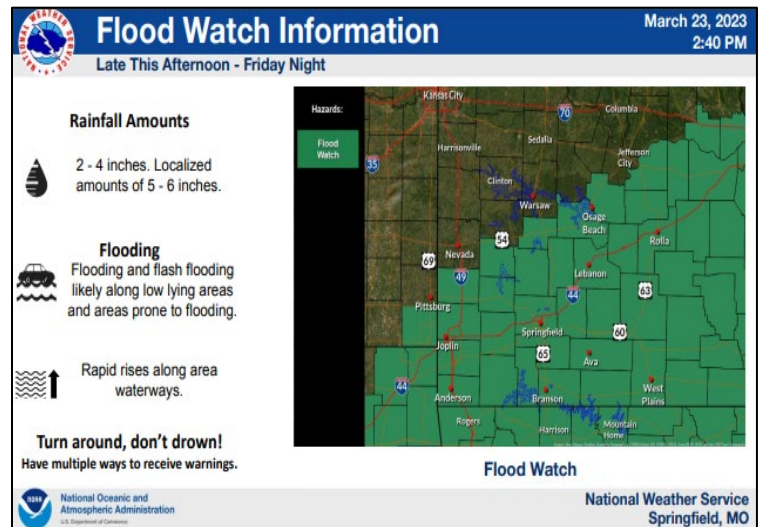 Flood Watch Information
March 23, 2023
2:40 PM
Late This Afternoon - Friday Night
NATIONAL WEATHER SERVICE
Rainfall Amounts
2 - 4 inches. Localized
amounts of 5 - 6 inches.
Flooding
Flooding and flash flooding
likely along low lying areas
and areas prone to flooding.
Rapid rises along area
waterways.
Turn around, don't drown!
Have multiple ways to receive warnings.
Hazards:
Flood
Watch
Kansas City
70
Columbia
Sedalia
Harrisonville
Jefferson
City
35
Clinton
Warsaw
Osage
Beach
54
Rolla
Nevada
69
49
Lebanon
63
44
Pittsburg
Springfield
60
Joplin
65
Ava
44
Anderson
Branson
West
Plains
Rogers
Harrison
Mountain
Home
Flood Watch
NOAA
National Oceanic and
Atmospheric Administration
U.S. Department of Commerce
National Weather Service
Springfield, MO